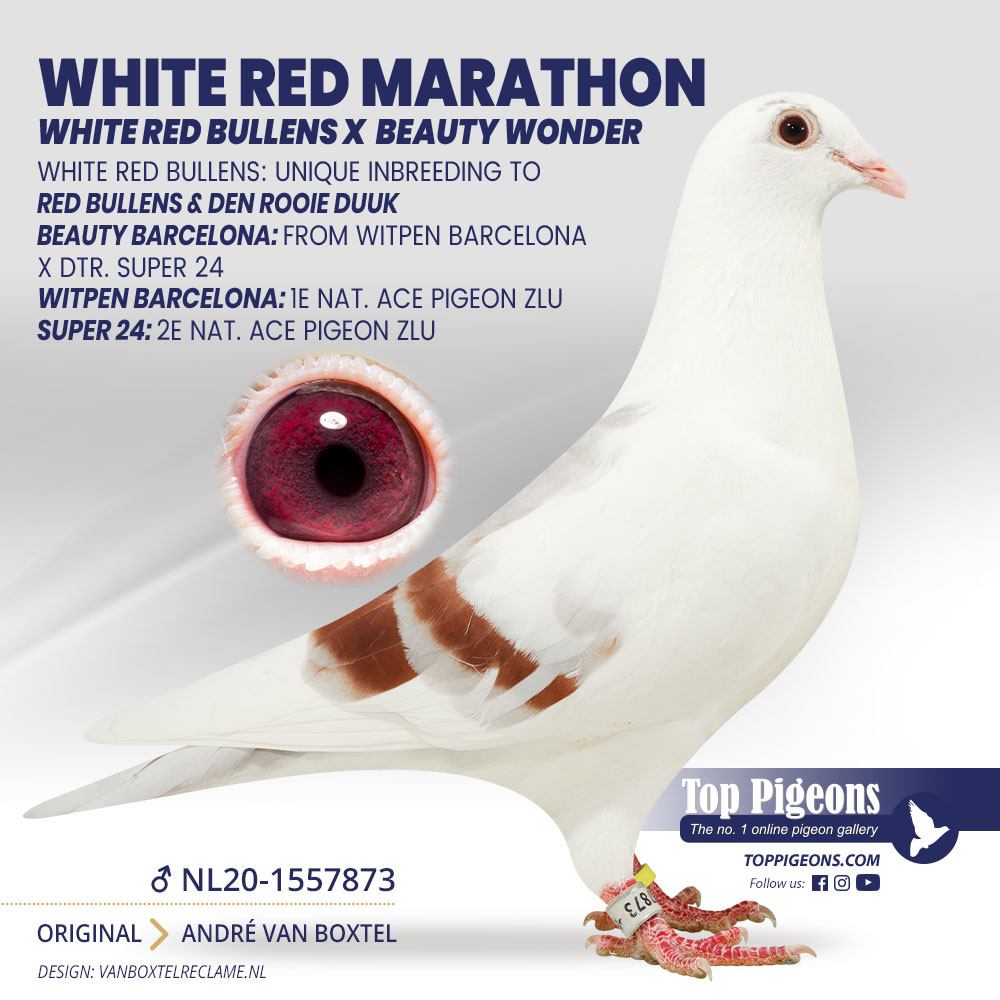 WHITE RED MARATHON
WHITE RED BULLENS X BEAUTY WONDER
WHITE RED BULLENS: UNIQUE INBREEDING TO
RED BULLENS & DEN ROOIE DUUK
BEAUTY BARCELONA: FROM WITPEN BARCELONA
X DTR. SUPER 24
WITPEN BARCELONA: 1E NAT. ACE PIGEON ZLU
SUPER 24: 2E NAT. ACE PIGEON ZLU
Top Pigeons
The no. 1 online pigeon gallery
TOPPIGEONS.COM
Follow us:
♂ NL20-1557873
873
ORIGINAL > ANDRÉ VAN BOXTEL
DESIGN: VANBOXTELRECLAME.NL